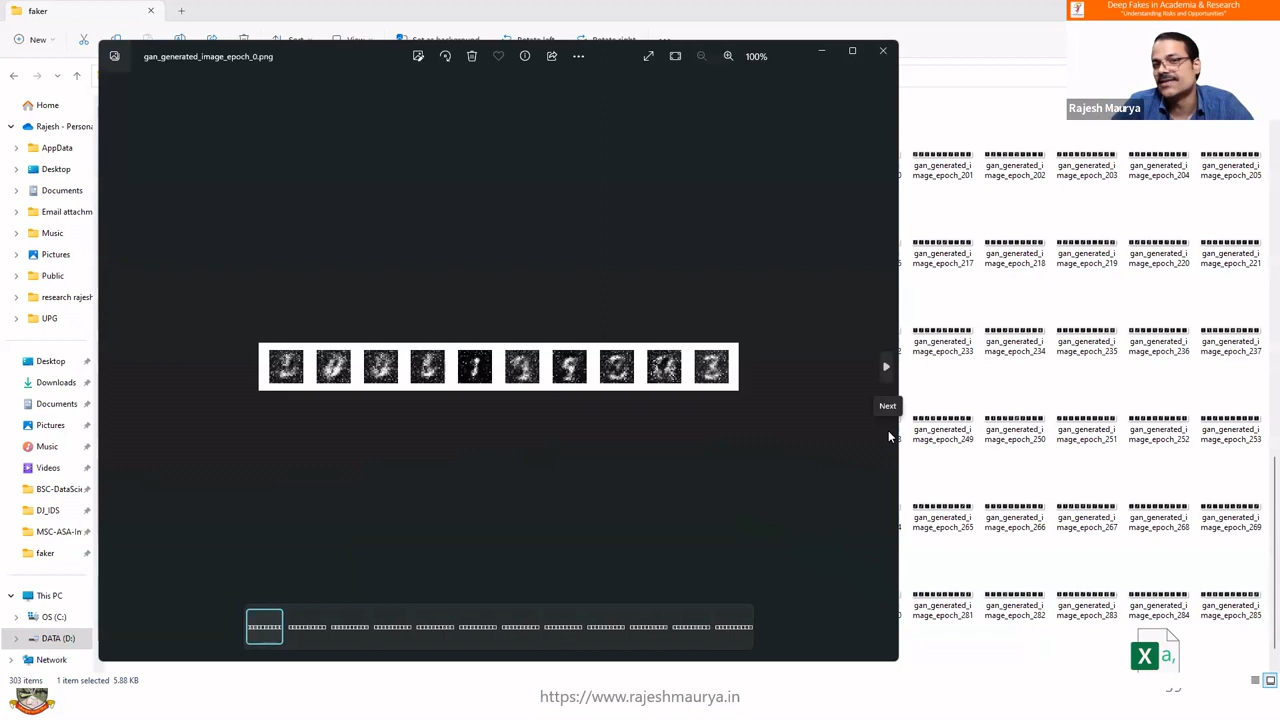 faker
Deep Fakes in Academia & Research
"Understanding Risks and Opportunities"
New
Rajesh Maurya
gan_generated_image_epoch_0.png
100%
Home
Rajesh - Persona
AppData
Desktop
Documents
Email attachm
Music
Pictures
Public
research rajesh
UPG
Desktop
Downloads
Documents
Pictures
Music
Videos
BSC-DataSci
DJ_IDS
MSC-ASA-In
faker
This PC
OS (C:)
DATA (D:)
Network
303 items
1 item selected 5.88 KB
Next
gan_generated_i
mage_epoch_201
gan_generated_i
mage_epoch_202
gan_generated_i
mage_epoch_203
gan_generated_i
mage_epoch_204
gan_generated_i
mage_epoch_205
gan_generated_i
mage_epoch_217
gan_generated_i
mage_epoch_218
gan_generated_i
mage_epoch_219
gan_generated_i
mage_epoch_220
gan_generated_i
mage_epoch_221
gan_generated_i
mage_epoch_233
gan_generated_i
mage_epoch_234
gan_generated_i
mage_epoch_235
gan_generated_i
mage_epoch_236
gan_generated_i
mage_epoch_237
gan_generated_i
mage_epoch_249
gan_generated_i
mage_epoch_250
gan_generated_i
mage_epoch_251
gan_generated_i
mage_epoch_252
gan_generated_i
mage_epoch_253
gan_generated_i
mage_epoch_265
gan_generated_i
mage_epoch_266
gan_generated_i
mage_epoch_267
gan_generated_i
mage_epoch_268
gan_generated_i
mage_epoch_269
gan_generated_i
mage_epoch_281
gan_generated_i
mage_epoch_282
gan_generated_i
mage_epoch_283
gan_generated_i
mage_epoch_284
gan_generated_i
mage_epoch_285
X a,
https://www.rajeshmaurya.in